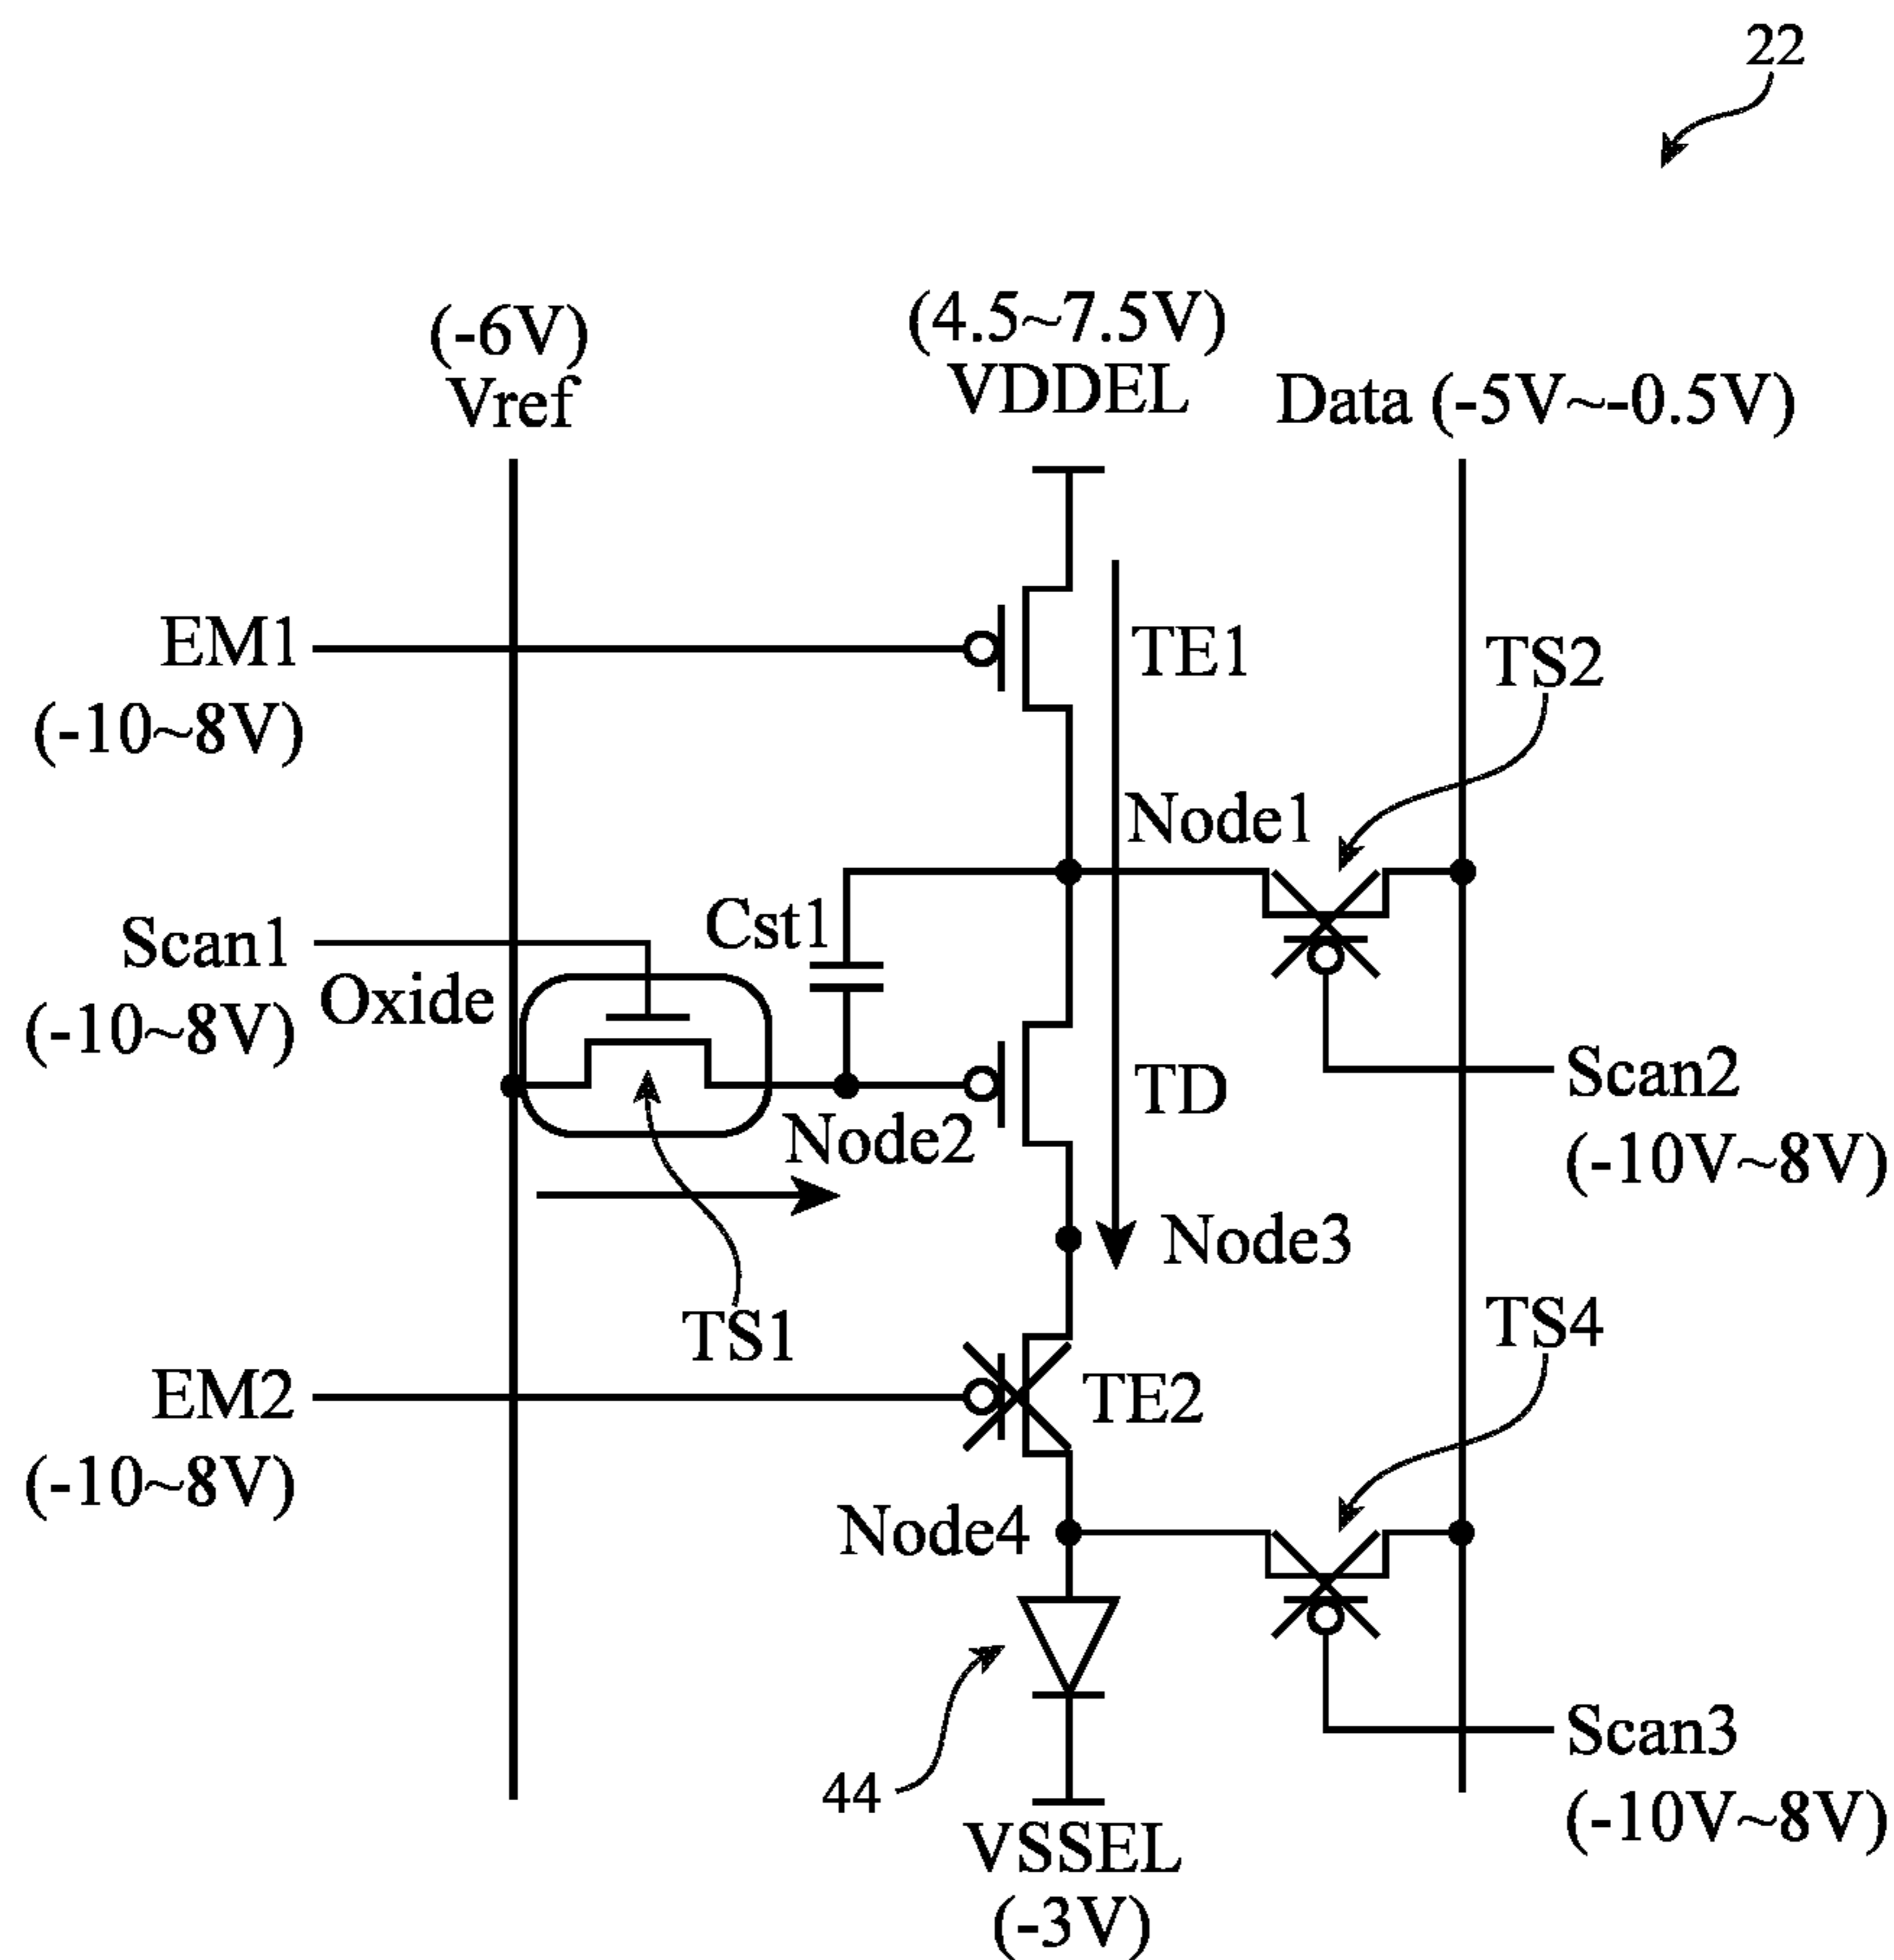 22
(-6V)
Vref
(4.5~7.5V)
VDDEL
Data (-5V~-0.5V)
EM1
(-10~8V)
TE1
TS2
Node1
Scan1
(-10~8V)
Oxide
Cst1
TD
Scan2
(-10V~8V)
Node2
Node3
TS1
TS4
EM2
(-10~8V)
TE2
Node4
44
Scan3
(-10V~8V)
VSSEL
(-3V)